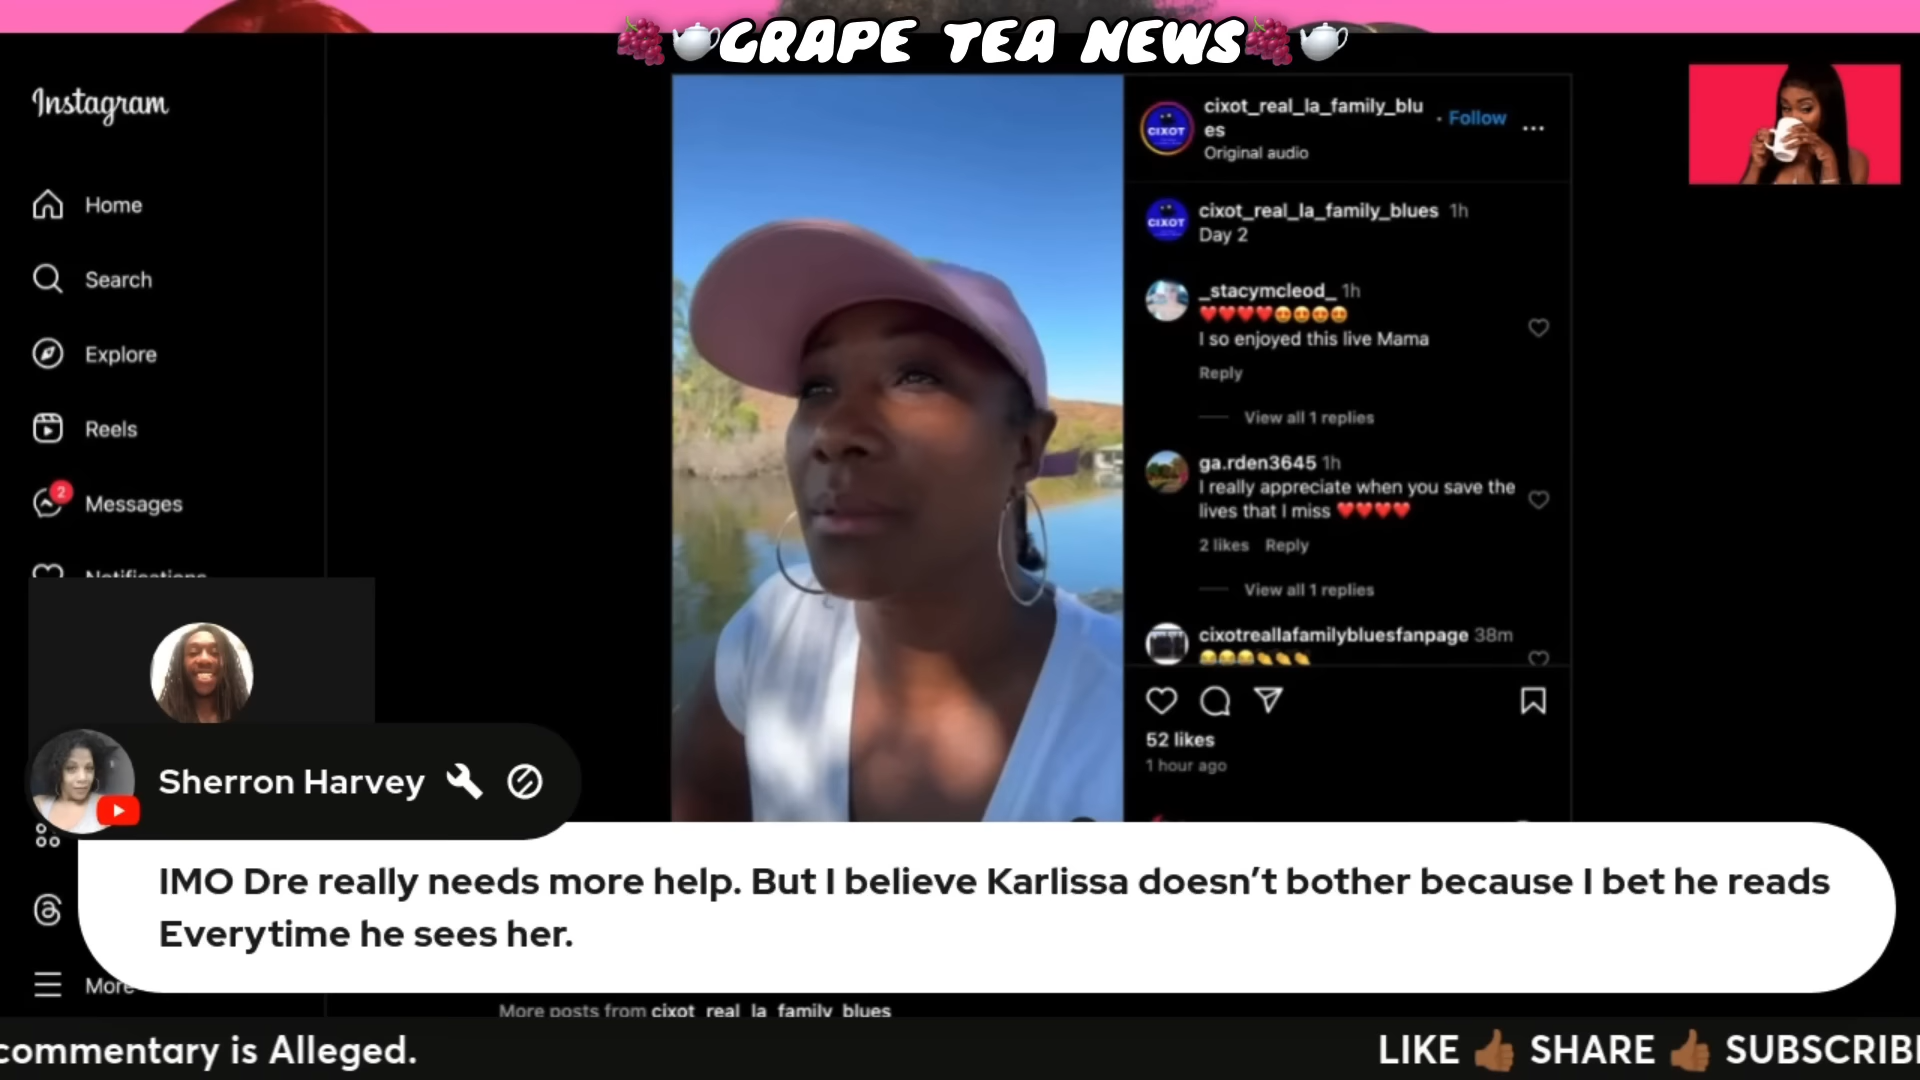 🍇🫖GRAPE TEA NEWS🍇🫖
Instagram
Home
Search
Explore
Reels
2
Messages
Notifications
More
CIXOT
cixot_real_la_family_blu
es
• Follow
Original audio
CIXOT
cixot_real_la_family_blues 1h
Day 2
_stacymcleod_ 1h
❤️❤️❤️❤️😍😍😍😍
I so enjoyed this live Mama
Reply
View all 1 replies
ga.rden3645 1h
I really appreciate when you save the
lives that I miss ❤️❤️❤️❤️
2 likes Reply
View all 1 replies
cixotreallafamilybluesfanpage 38m
😂😂😂👏👏👏
52 likes
1 hour ago
Sherron Harvey
IMO Dre really needs more help. But I believe Karlissa doesn’t bother because I bet he reads
Everytime he sees her.
More posts from cixot_real_la_family_blues
commentary is Alleged.
LIKE 👍🏾 SHARE 👍🏾 SUBSCRIB